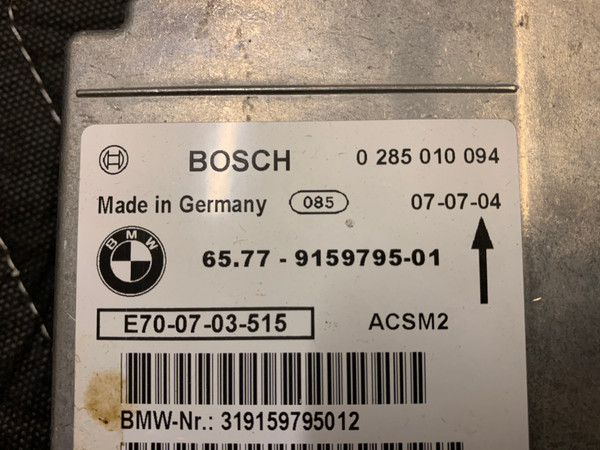 BOSCH 0 285 010 094
Made in Germany 085 07-07-04
BMW 65.77 - 9159795-01
E70-07-03-515 ACSM2
BMW-Nr.: 319159795012